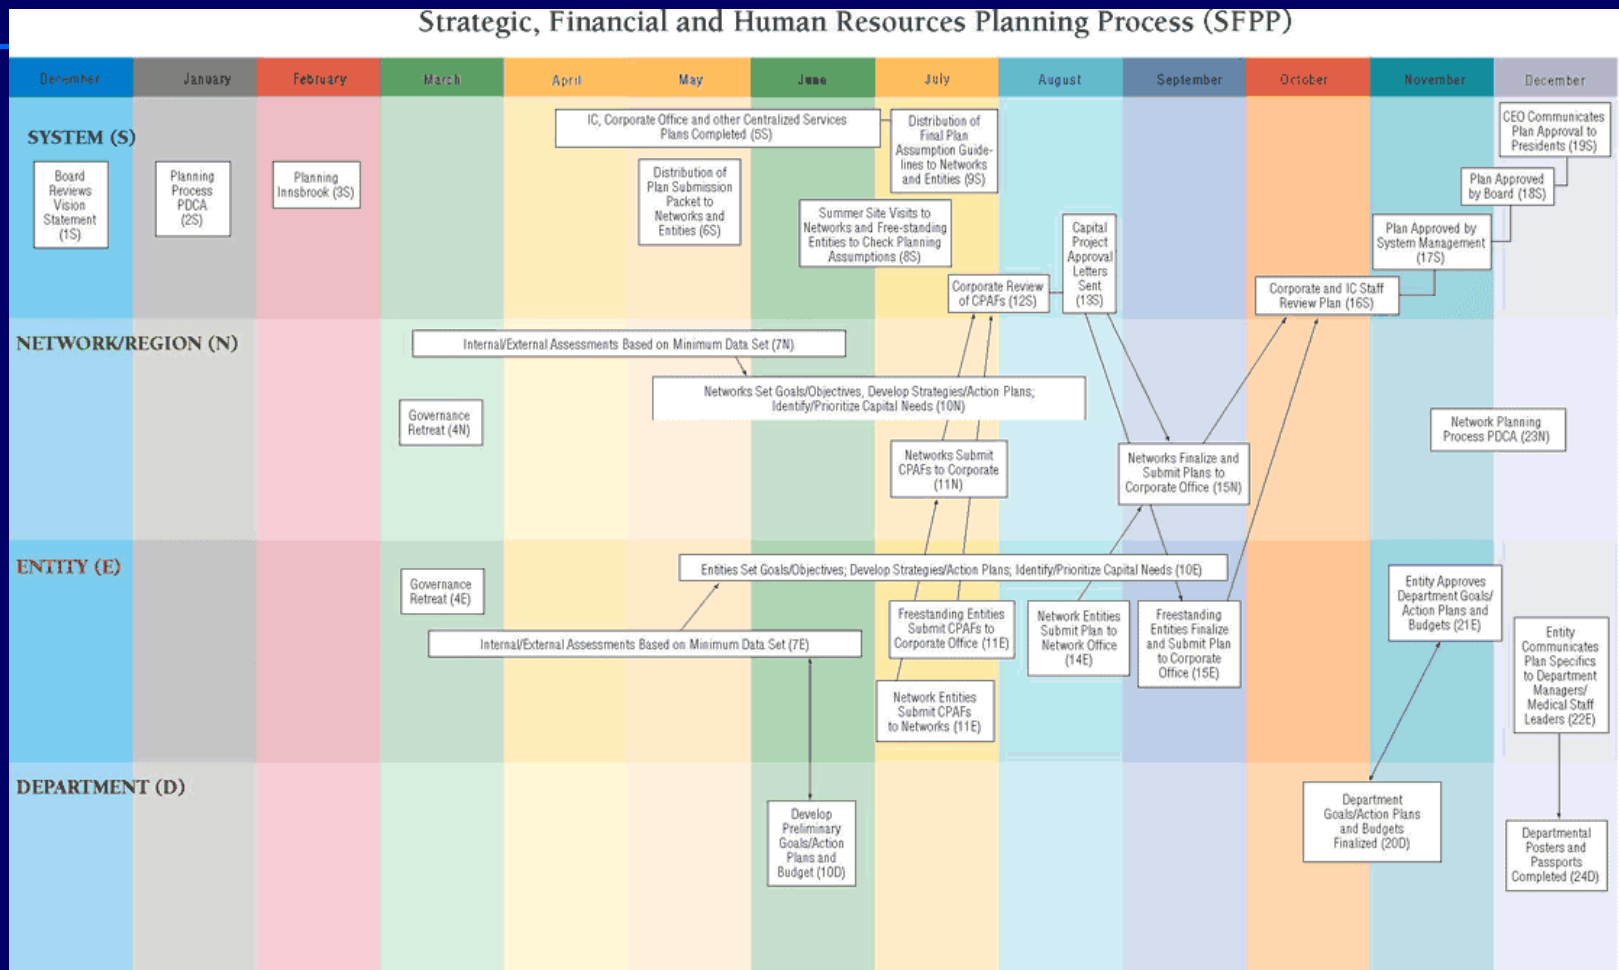 Strategic, Financial and Human Resources Planning Process (SFPP)
December
January
February
March
April
May
June
July
August
September
October
November
December
SYSTEM (S)
Board
Reviews
Vision
Statement
(1S)
Planning
Process
PDCA
(2S)
Planning
Innsbrook (3S)
IC, Corporate Office and other Centralized Services
Plans Completed (5S)
Distribution of
Plan Submission
Packet to
Networks and
Entities (6S)
Summer Site Visits to
Networks and Free-standing
Entities to Check Planning
Assumptions (8S)
Distribution of
Final Plan
Assumption Guide-
lines to Networks
and Entities (9S)
Corporate Review
of CPAFs (12S)
Capital
Project
Approval
Letters
Sent
(13S)
Corporate and IC Staff
Review Plan (16S)
Plan Approved by
System Management
(17S)
Plan Approved
by Board (18S)
CEO Communicates
Plan Approval to
Presidents (19S)
NETWORK/REGION (N)
Internal/External Assessments Based on Minimum Data Set (7N)
Networks Set Goals/Objectives, Develop Strategies/Action Plans;
Identify/Prioritize Capital Needs (10N)
Governance
Retreat (4N)
Networks Submit
CPAFs to Corporate
(11N)
Networks Finalize and
Submit Plans to
Corporate Office (15N)
Network Planning
Process PDCA (23N)
ENTITY (E)
Governance
Retreat (4E)
Entities Set Goals/Objectives; Develop Strategies/Action Plans; Identify/Prioritize Capital Needs (10E)
Internal/External Assessments Based on Minimum Data Set (7E)
Freestanding Entities
Submit CPAFs to
Corporate Office (11E)
Network Entities
Submit CPAFs
to Networks (11E)
Network Entities
Submit Plan to
Network Office
(14E)
Freestanding
Entities Finalize
and Submit Plan
to Corporate
Office (15E)
Entity Approves
Department Goals/
Action Plans and
Budgets (21E)
Entity
Communicates
Plan Specifics
to Department
Managers/
Medical Staff
Leaders (22E)
DEPARTMENT (D)
Develop
Preliminary
Goals/Action
Plans and
Budget (10D)
Department
Goals/Action Plans
and Budgets
Finalized (20D)
Departmental
Posters and
Passports
Completed (24D)